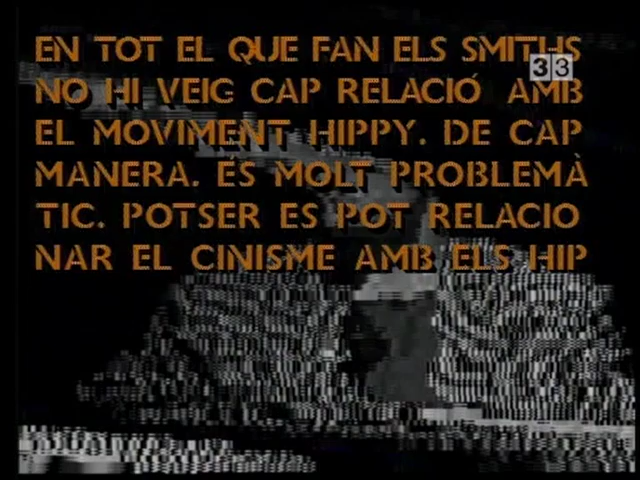 EN TOT EL QUE FAN ELS SMITHS
33
NO HI VEIG CAP RELACIÓ AMB
EL MOVIMENT HIPPY. DE CAP
MANERA. ÉS MOLT PROBLEMÀ
TIC. POTSER ES POT RELACIO
NAR EL CINISME AMB ELS HIP